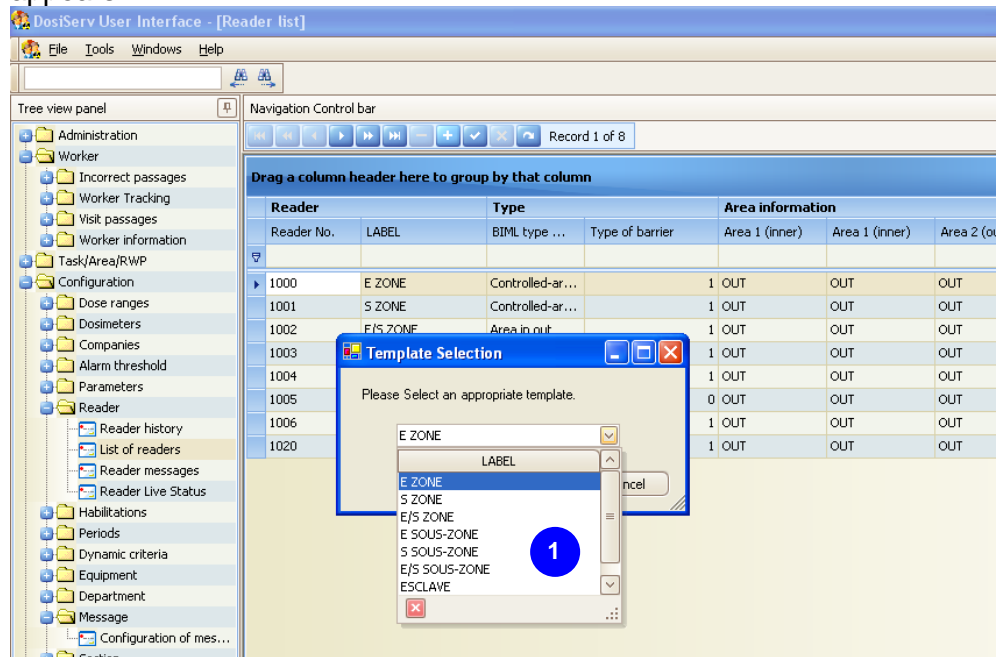 DosiServ User Interface - [Reader list]
File Tools Windows Help
Tree view panel
Navigation Control bar
Administration
Worker
Incorrect passages
Worker Tracking
Visit passages
Worker information
Task/Area/RWP
Configuration
Dose ranges
Dosimeters
Companies
Alarm threshold
Parameters
Reader
Reader history
List of readers
Reader messages
Reader Live Status
Habilitations
Periods
Dynamic criteria
Equipment
Department
Message
Configuration of mes...
Record 1 of 8
Drag a column header here to group by that column
Reader Type Area information
Reader No. LABEL BIML type ... Type of barrier Area 1 (inner) Area 1 (inner) Area 2 (ou
1000 E ZONE Controlled-ar... 1 OUT OUT OUT
1001 S ZONE Controlled-ar... 1 OUT OUT OUT
1002 E/S ZONE Area in out 1 OUT OUT OUT
1003 1 OUT OUT OUT
1004 1 OUT OUT OUT
1005 0 OUT OUT OUT
1006 1 OUT OUT OUT
1020 1 OUT OUT OUT
Template Selection
Please Select an appropriate template.
E ZONE
LABEL
E ZONE
S ZONE
E/S ZONE
E SOUS-ZONE
S SOUS-ZONE
E/S SOUS-ZONE
ESCLAVE
ncel
1